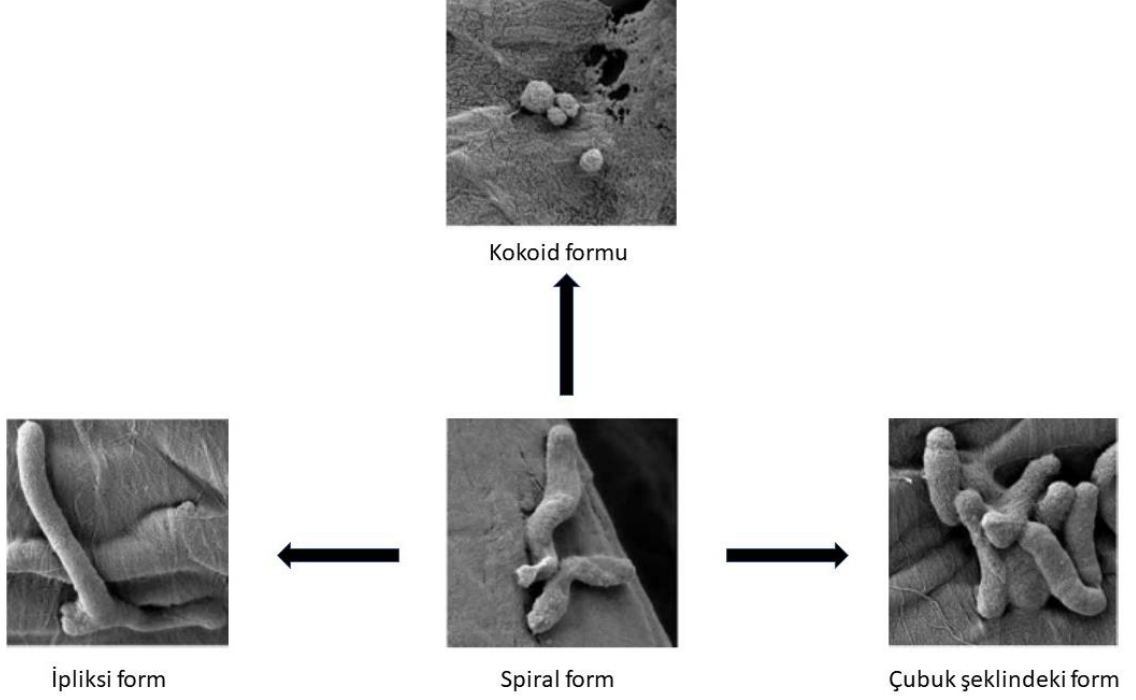 Kokoid formu
İpliksi form
Spiral form
Çubuk şeklindeki form